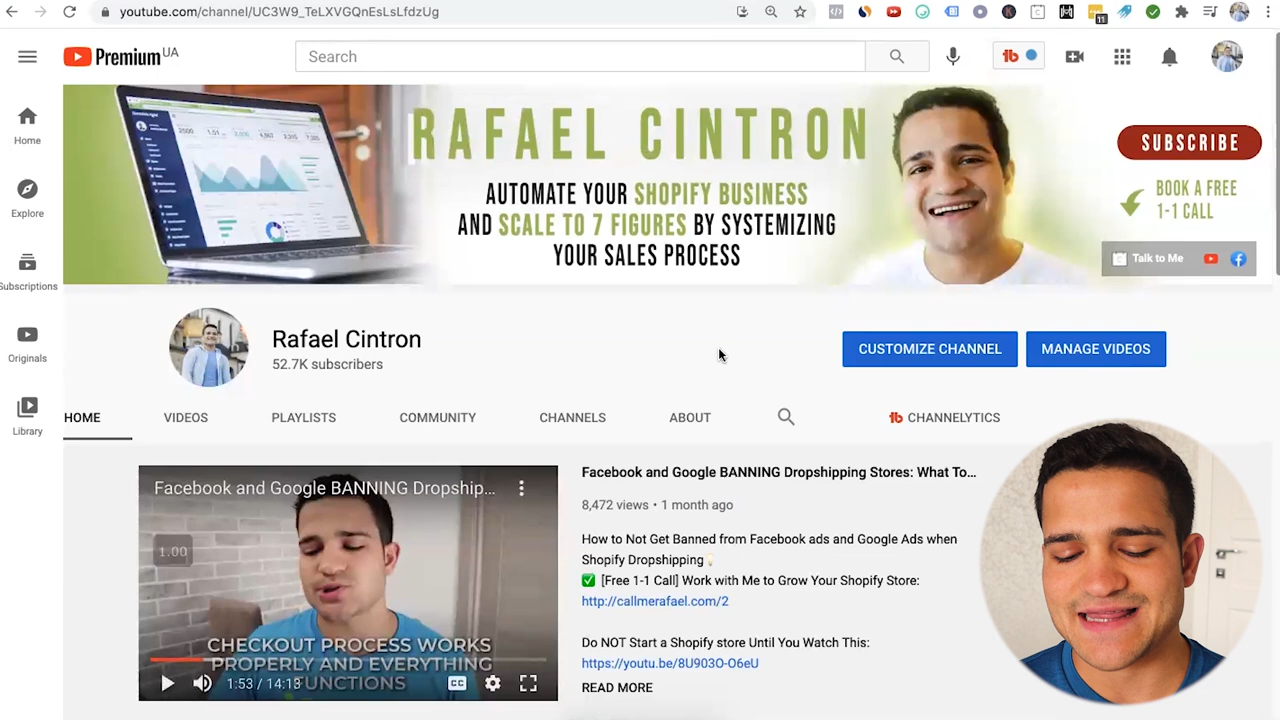 youtube.com/channel/UC3W9_TeLXVGQnEsLsLfdzUg
11
Premium UA
Search
Home
Explore
Subscriptions
Originals
Library
RAFAEL CINTRON
AUTOMATE YOUR SHOPIFY BUSINESS
AND SCALE TO 7 FIGURES BY SYSTEMIZING
YOUR SALES PROCESS
SUBSCRIBE
BOOK A FREE
1-1 CALL
Talk to Me
Rafael Cintron
52.7K subscribers
CUSTOMIZE CHANNEL
MANAGE VIDEOS
HOME
VIDEOS
PLAYLISTS
COMMUNITY
CHANNELS
ABOUT
CHANNELYTICS
Facebook and Google BANNING Dropship...
1.00
CHECKOUT PROCESS WORKS
PROPERLY AND EVERYTHING
FUNCTIONS
1:53 / 14:13
CC
Facebook and Google BANNING Dropshipping Stores: What To...
8,472 views • 1 month ago
How to Not Get Banned from Facebook ads and Google Ads when
Shopify Dropshipping💡
✅ [Free 1-1 Call] Work with Me to Grow Your Shopify Store:
http://callmerafael.com/2
Do NOT Start a Shopify store Until You Watch This:
https://youtu.be/8U903O-O6eU
READ MORE